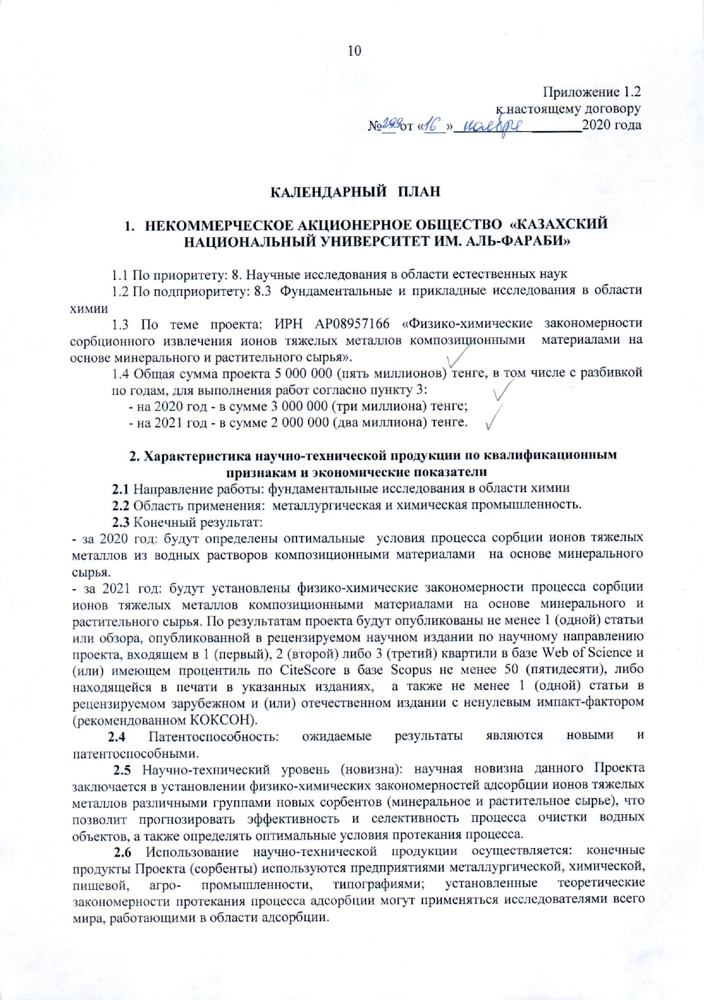 10
Приложение 1.2
к настоящему договору
№299 от «16» ноября 2020 года
КАЛЕНДАРНЫЙ ПЛАН
1. НЕКОММЕРЧЕСКОЕ АКЦИОНЕРНОЕ ОБЩЕСТВО «КАЗАХСКИЙ
НАЦИОНАЛЬНЫЙ УНИВЕРСИТЕТ ИМ. АЛЬ-ФАРАБИ»
1.1 По приоритету: 8. Научные исследования в области естественных наук
1.2 По подприоритету: 8.3 Фундаментальные и прикладные исследования в области
химии
1.3 По теме проекта: ИРН АР08957166 «Физико-химические закономерности
сорбционного извлечения ионов тяжелых металлов композиционными материалами на
основе минерального и растительного сырья».
1.4 Общая сумма проекта 5 000 000 (пять миллионов) тенге, в том числе с разбивкой
по годам, для выполнения работ согласно пункту 3:
- на 2020 год - в сумме 3 000 000 (три миллиона) тенге;
- на 2021 год - в сумме 2 000 000 (два миллиона) тенге.
2. Характеристика научно-технической продукции по квалификационным
признакам и экономические показатели
2.1 Направление работы: фундаментальные исследования в области химии
2.2 Область применения: металлургическая и химическая промышленность.
2.3 Конечный результат:
- за 2020 год: будут определены оптимальные условия процесса сорбции ионов тяжелых
металлов из водных растворов композиционными материалами на основе минерального
сырья.
- за 2021 год: будут установлены физико-химические закономерности процесса сорбции
ионов тяжелых металлов композиционными материалами на основе минерального и
растительного сырья. По результатам проекта будут опубликованы не менее 1 (одной) статьи
или обзора, опубликованной в рецензируемом научном издании по научному направлению
проекта, входящем в 1 (первый), 2 (второй) либо 3 (третий) квартили в базе Web of Science и
(или) имеющем процентиль по CiteScore в базе Scopus не менее 50 (пятидесяти), либо
находящейся в печати в указанных изданиях, а также не менее 1 (одной) статьи в
рецензируемом зарубежном и (или) отечественном издании с ненулевым импакт-фактором
(рекомендованном КОКСОН).
2.4 Патентоспособность: ожидаемые результаты являются новыми и
патентоспособными.
2.5 Научно-технический уровень (новизна): научная новизна данного Проекта
заключается в установлении физико-химических закономерностей адсорбции ионов тяжелых
металлов различными группами новых сорбентов (минеральное и растительное сырье), что
позволит прогнозировать эффективность и селективность процесса очистки водных
объектов, а также определять оптимальные условия протекания процесса.
2.6 Использование научно-технической продукции осуществляется: конечные
продукты Проекта (сорбенты) используются предприятиями металлургической, химической,
пищевой, агро- промышленности, типографиями; установленные теоретические
закономерности протекания процесса адсорбции могут применяться исследователями всего
мира, работающими в области адсорбции.